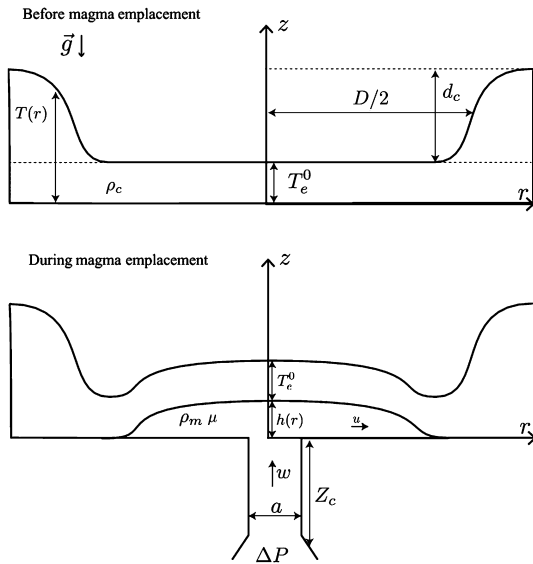 Before magma emplacement
z
g⃗↓
T(r)
D/2
d_c
ρ_c
T_e^0
r
During magma emplacement
z
T_e^0
ρ_m μ
h(r)
u
r
w
Z_c
a
ΔP